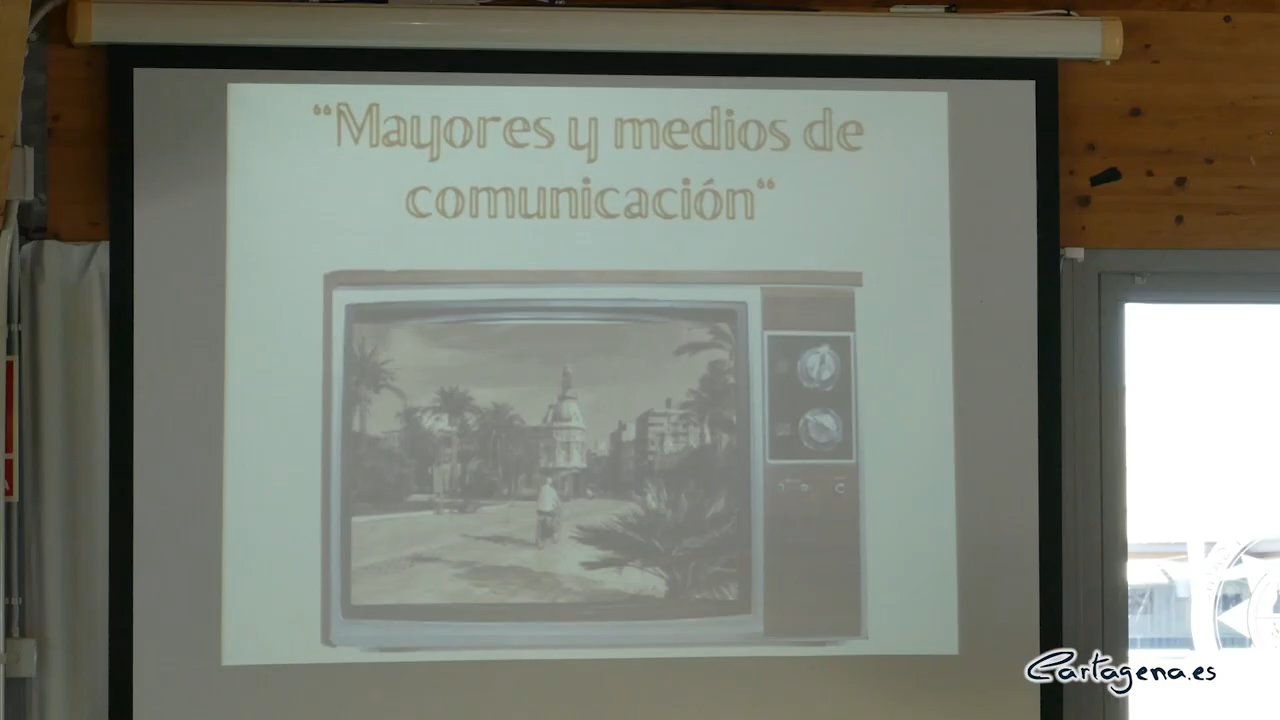 “Mayores y medios de
comunicación“
Cartagena.es